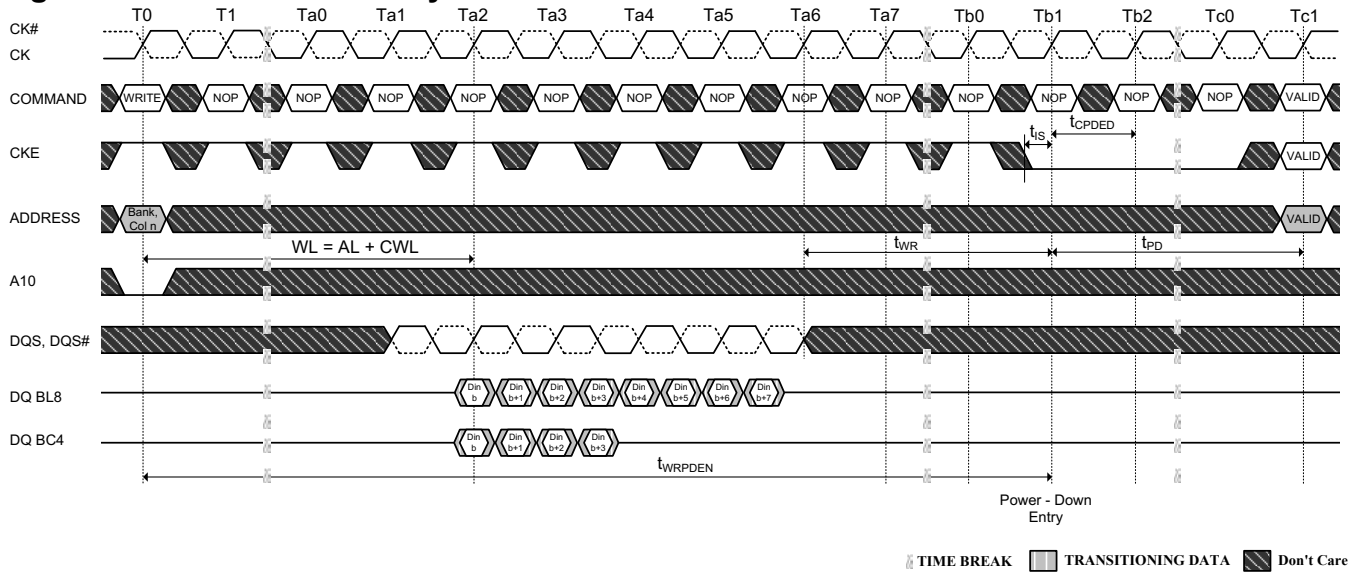 T0 T1 Ta0 Ta1 Ta2 Ta3 Ta4 Ta5 Ta6 Ta7 Tb0 Tb1 Tb2 Tc0 Tc1
CK#
CK
COMMAND WRITE NOP NOP NOP NOP NOP NOP NOP NOP NOP NOP NOP NOP NOP VALID
tIS tCPDED
CKE VALID
ADDRESS Bank, Col n VALID
WL = AL + CWL tWR tPD
A10
DQS, DQS#
DQ BL8 Din b Din b+1 Din b+2 Din b+3 Din b+4 Din b+5 Din b+6 Din b+7
DQ BC4 Din b Din b+1 Din b+2 Din b+3
tWRPDEN
Power - Down
Entry
TIME BREAK TRANSITIONING DATA Don't Care